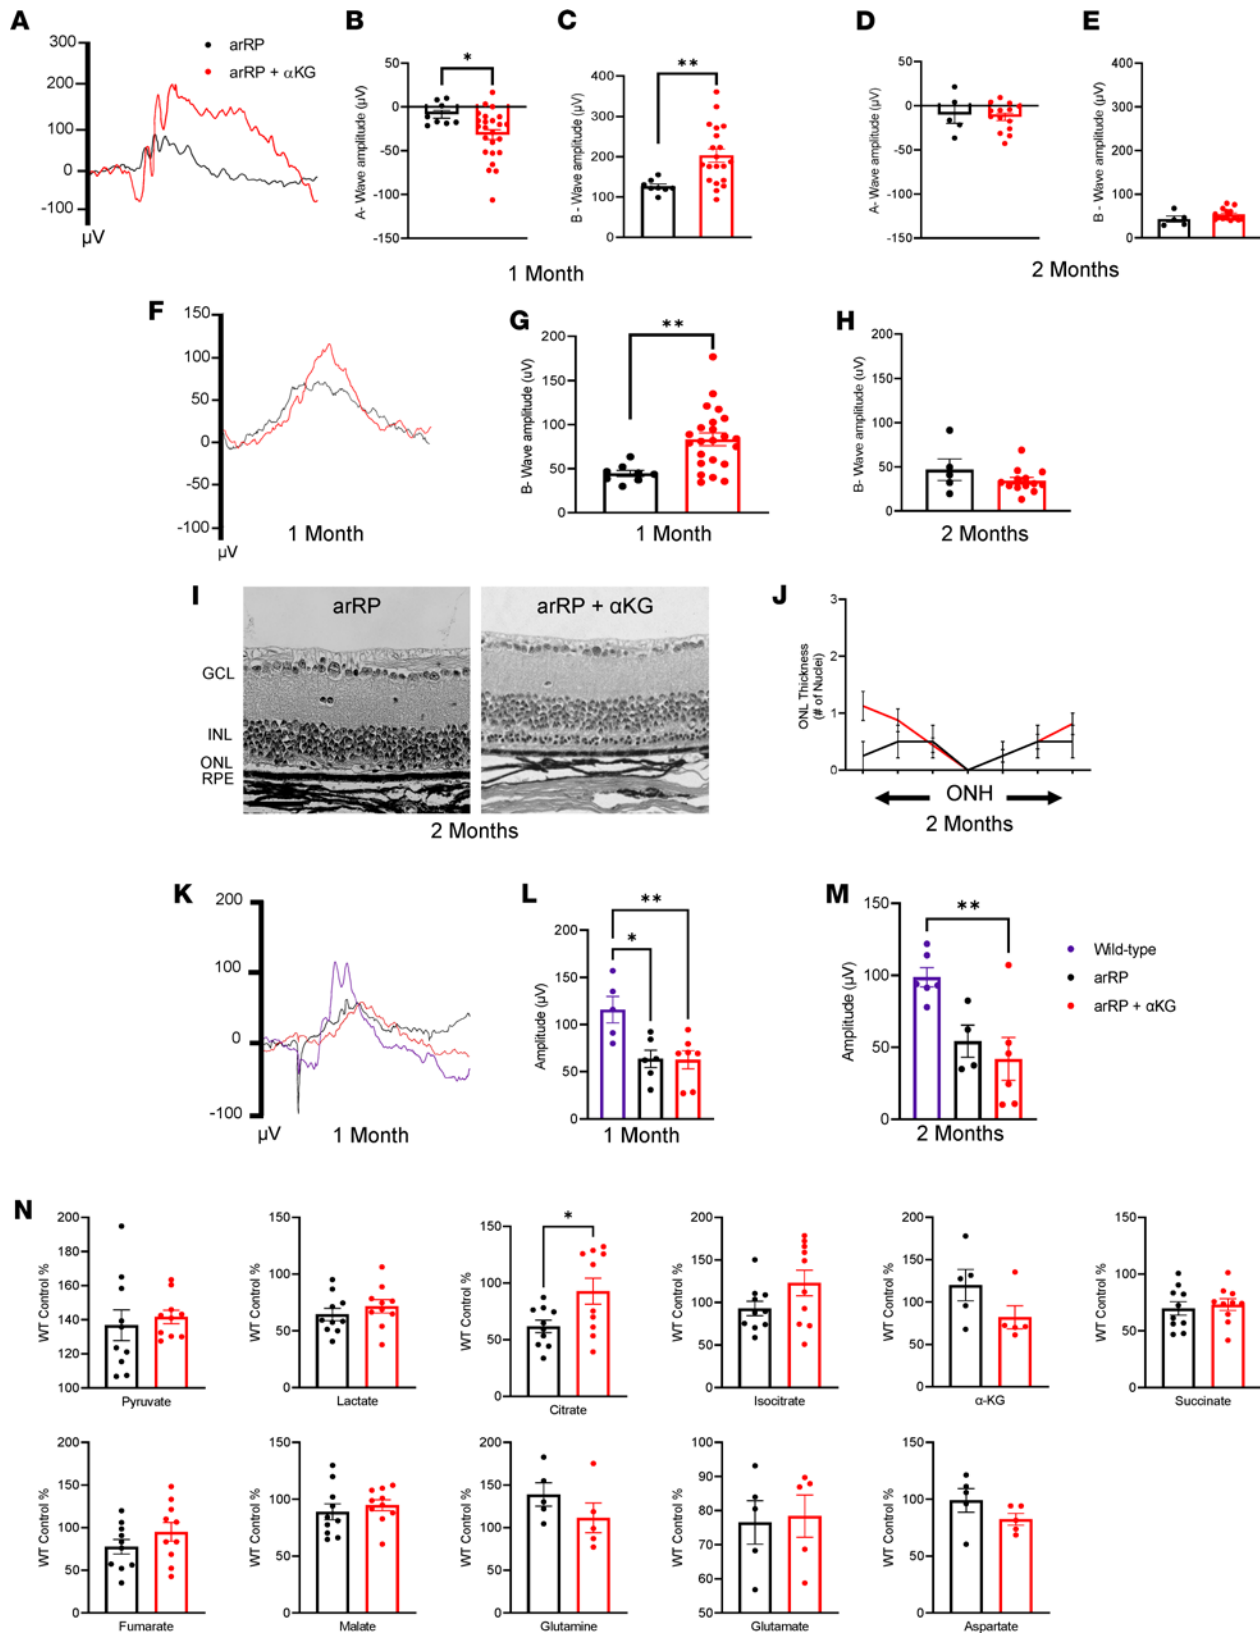 A
300
200
100
0
-100
µV
arRP
arRP + αKG
B
*
A- Wave amplitude (µV)
50
0
-50
-100
-150
C
**
B - Wave amplitude (µV)
400
300
200
100
0
1 Month
D
A- Wave amplitude (µV)
50
0
-50
-100
-150
E
B - Wave amplitude (µV)
400
300
200
100
0
2 Months
F
150
100
50
0
-50
-100
µV
1 Month
G
**
B- Wave amplitude (uV)
200
150
100
50
0
1 Month
H
B- Wave amplitude (uV)
200
150
100
50
0
2 Months
I
arRP
arRP + αKG
GCL
INL
ONL
RPE
2 Months
J
ONL Thickness
(# of Nuclei)
3
2
1
0
ONH
2 Months
K
200
100
0
-100
µV
1 Month
L
**
*
Amplitude (µV)
200
150
100
50
0
1 Month
M
**
Amplitude (µV)
150
100
50
0
2 Months
Wild-type
arRP
arRP + αKG
N
WT Control %
200
180
160
140
120
100
Pyruvate
WT Control %
150
100
50
0
Lactate
*
WT Control %
150
100
50
0
Citrate
WT Control %
200
150
100
50
0
Isocitrate
WT Control %
200
150
100
50
0
α-KG
WT Control %
150
100
50
0
Succinate
WT Control %
200
150
100
50
0
Fumarate
WT Control %
150
100
50
0
Malate
WT Control %
200
150
100
50
0
Glutamine
WT Control %
100
90
80
70
60
50
Glutamate
WT Control %
150
100
50
0
Aspartate